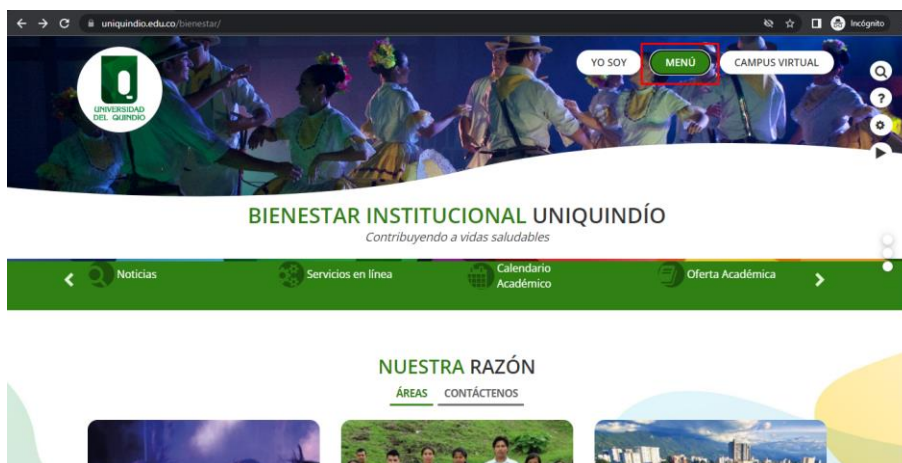 uniquindio.edu.co/bienestar/
Incógnito
UNIVERSIDAD
DEL QUINDÍO
YO SOY
MENÚ
CAMPUS VIRTUAL
BIENESTAR INSTITUCIONAL UNIQUINDÍO
Contribuyendo a vidas saludables
Noticias
Servicios en línea
Calendario
Académico
Oferta Académica
NUESTRA RAZÓN
ÁREAS CONTÁCTENOS